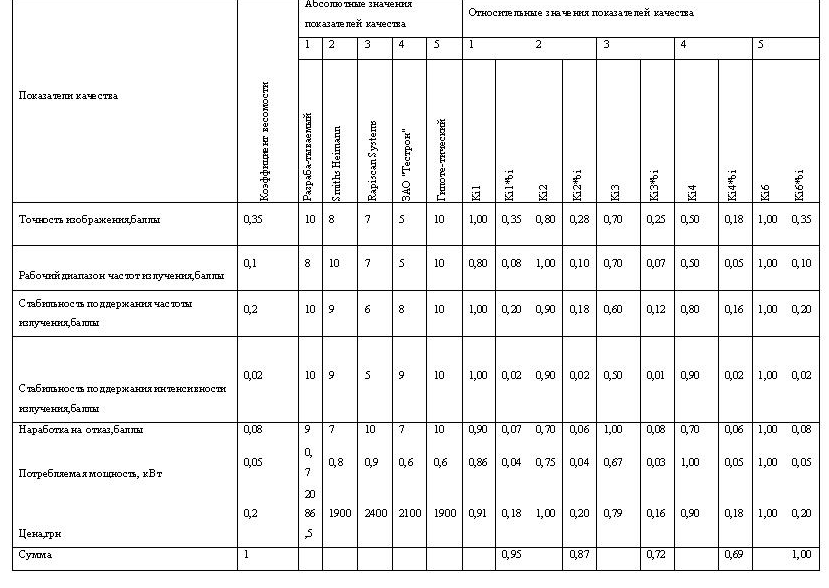 Абсолютные значения
показателей качества
Относительные значения показателей качества
1 2 3 4 5 1 2 3 4 5
Показатели качества
Коэффициент весомости
Разраба-тываемый
Smiths Heimann
Rapiscan Systems
ЗАО "Тестрон"
Гипоте-тический
Ki1
Ki1*bi
Ki2
Ki2*bi
Ki3
Ki3*bi
Ki4
Ki4*bi
Ki6
Ki6*bi
Точность изображения,баллы 0,35 10 8 7 5 10 1,00 0,35 0,80 0,28 0,70 0,25 0,50 0,18 1,00 0,35
Рабочий диапазон частот излучения,баллы 0,1 8 10 7 5 10 0,80 0,08 1,00 0,10 0,70 0,07 0,50 0,05 1,00 0,10
Стабильность поддержания частоты
излучения,баллы 0,2 10 9 6 8 10 1,00 0,20 0,90 0,18 0,60 0,12 0,80 0,16 1,00 0,20
Стабильность поддержания интенсивности
излучения,баллы 0,02 10 9 5 9 10 1,00 0,02 0,90 0,02 0,50 0,01 0,90 0,02 1,00 0,02
Наработка на отказ,баллы 0,08 9 7 10 7 10 0,90 0,07 0,70 0,06 1,00 0,08 0,70 0,06 1,00 0,08
Потребляемая мощность, кВт 0,05 0,7 0,8 0,9 0,6 0,6 0,86 0,04 0,75 0,04 0,67 0,03 1,00 0,05 1,00 0,05
Цена,грн 0,2 2086,5 1900 2400 2100 1900 0,91 0,18 1,00 0,20 0,79 0,16 0,90 0,18 1,00 0,20
Сумма 1 0,95 0,87 0,72 0,69 1,00